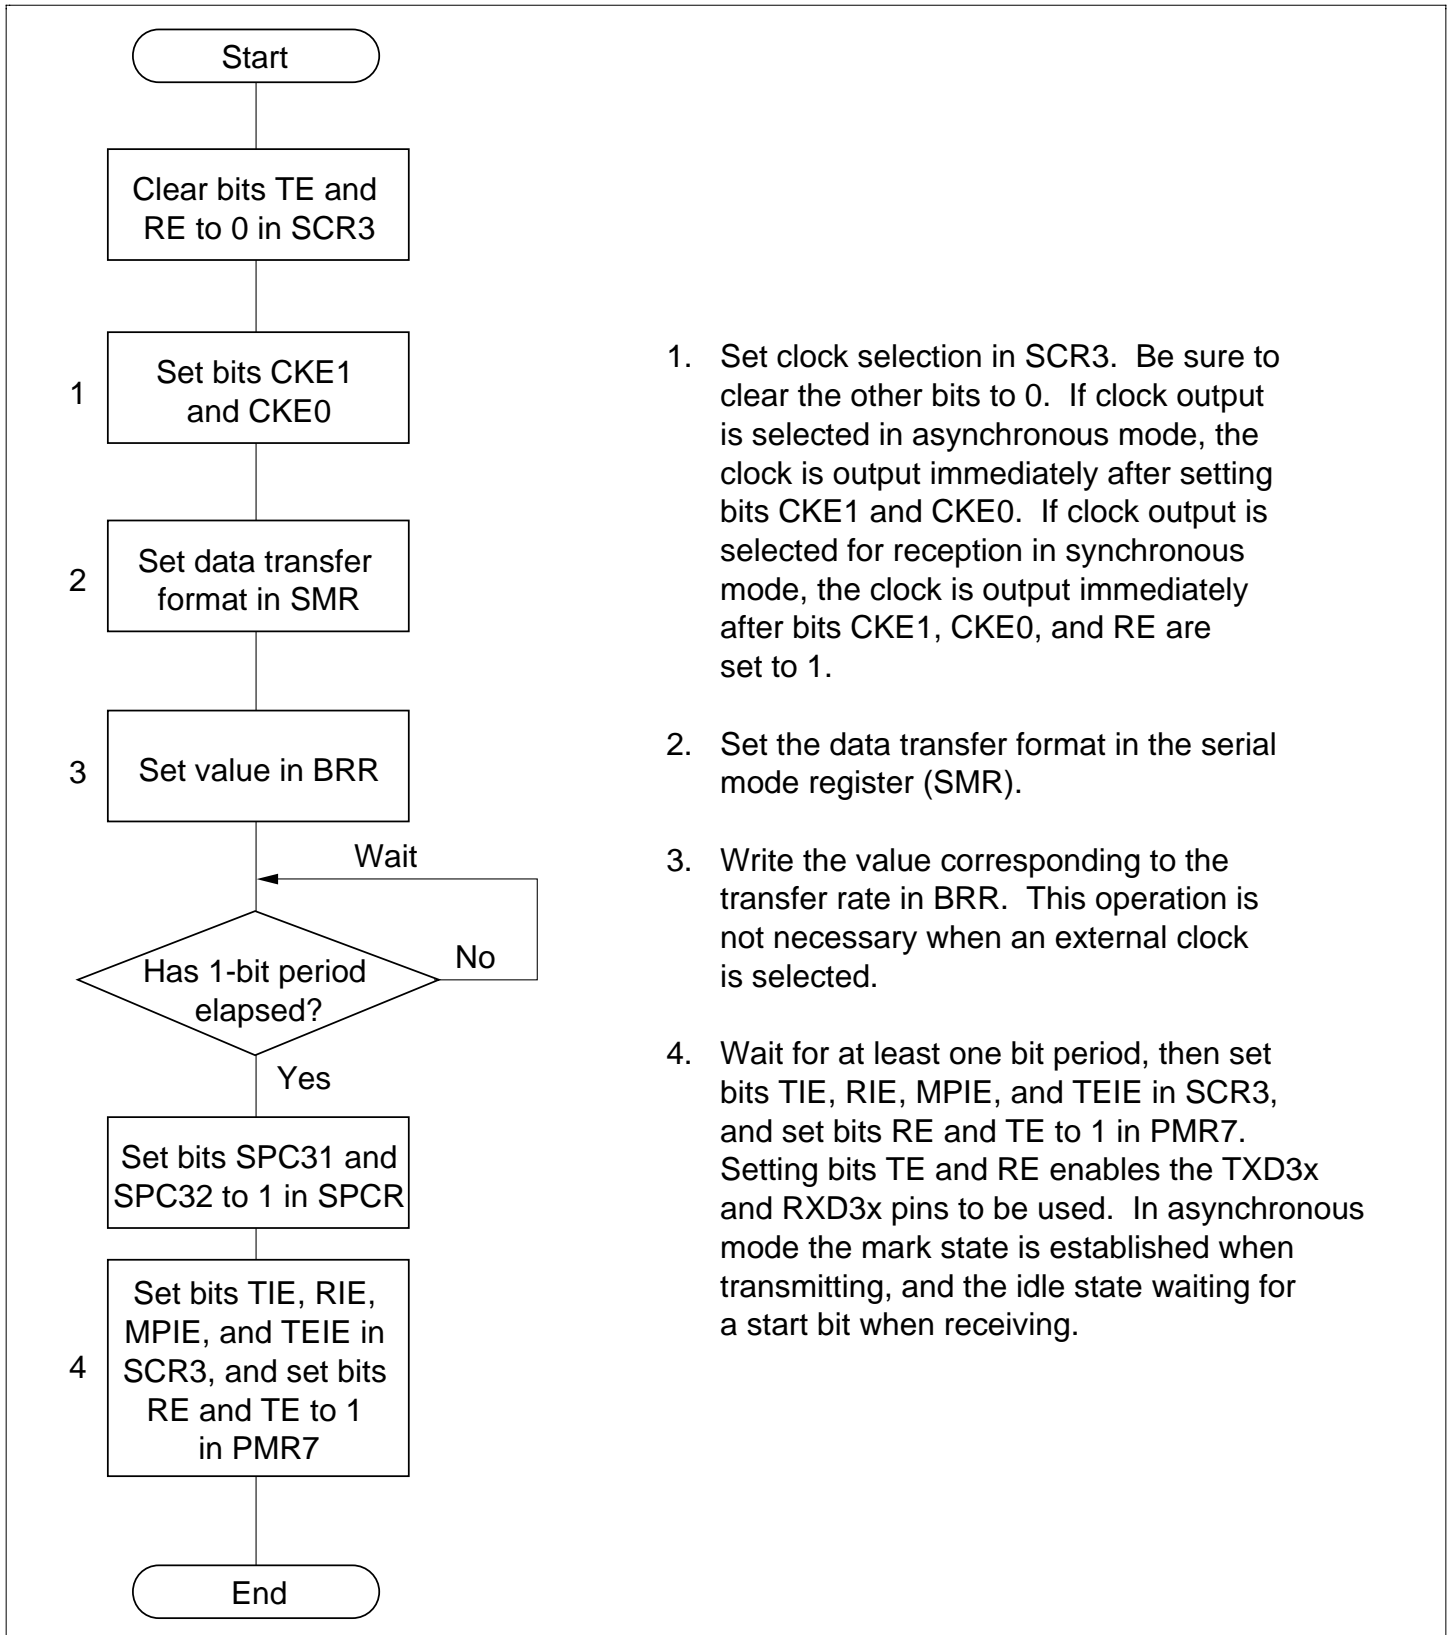 Start
Clear bits TE and
RE to 0 in SCR3
1
Set bits CKE1
and CKE0
2
Set data transfer
format in SMR
3
Set value in BRR
Wait
Has 1-bit period
elapsed?
No
Yes
Set bits SPC31 and
SPC32 to 1 in SPCR
4
Set bits TIE, RIE,
MPIE, and TEIE in
SCR3, and set bits
RE and TE to 1
in PMR7
End
1. Set clock selection in SCR3. Be sure to
clear the other bits to 0. If clock output
is selected in asynchronous mode, the
clock is output immediately after setting
bits CKE1 and CKE0. If clock output is
selected for reception in synchronous
mode, the clock is output immediately
after bits CKE1, CKE0, and RE are
set to 1.
2. Set the data transfer format in the serial
mode register (SMR).
3. Write the value corresponding to the
transfer rate in BRR. This operation is
not necessary when an external clock
is selected.
4. Wait for at least one bit period, then set
bits TIE, RIE, MPIE, and TEIE in SCR3,
and set bits RE and TE to 1 in PMR7.
Setting bits TE and RE enables the TXD3x
and RXD3x pins to be used. In asynchronous
mode the mark state is established when
transmitting, and the idle state waiting for
a start bit when receiving.